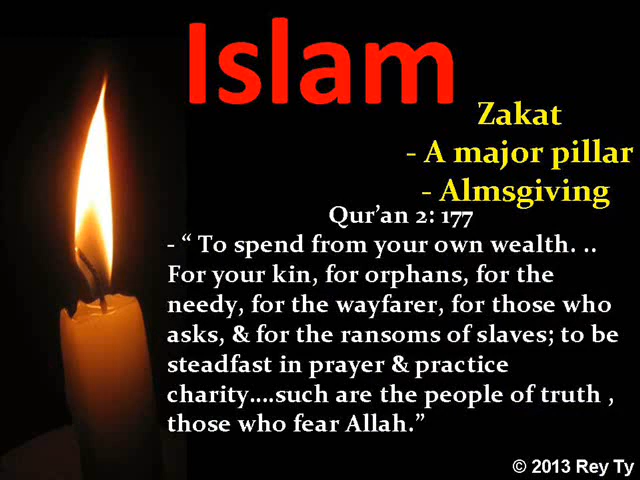 Islam
Zakat
- A major pillar
- Almsgiving
Qur’an 2: 177
- “ To spend from your own wealth. ..
For your kin, for orphans, for the
needy, for the wayfarer, for those who
asks, & for the ransoms of slaves; to be
steadfast in prayer & practice
charity....such are the people of truth ,
those who fear Allah.”
© 2013 Rey Ty